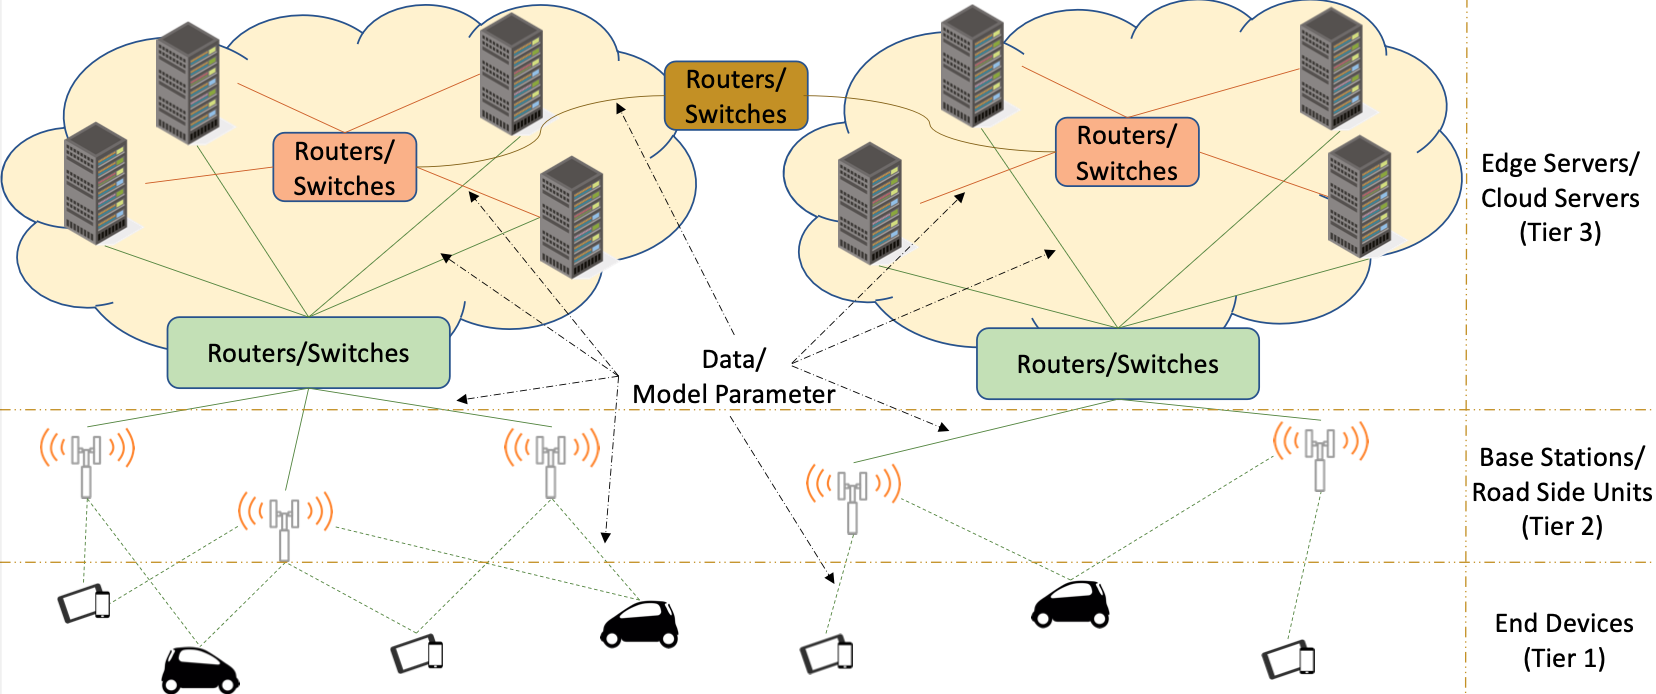 Routers/
Switches
Routers/
Switches
Routers/
Switches
Edge Servers/
Cloud Servers
(Tier 3)
Routers/Switches
Data/
Model Parameter
Routers/Switches
Base Stations/
Road Side Units
(Tier 2)
End Devices
(Tier 1)